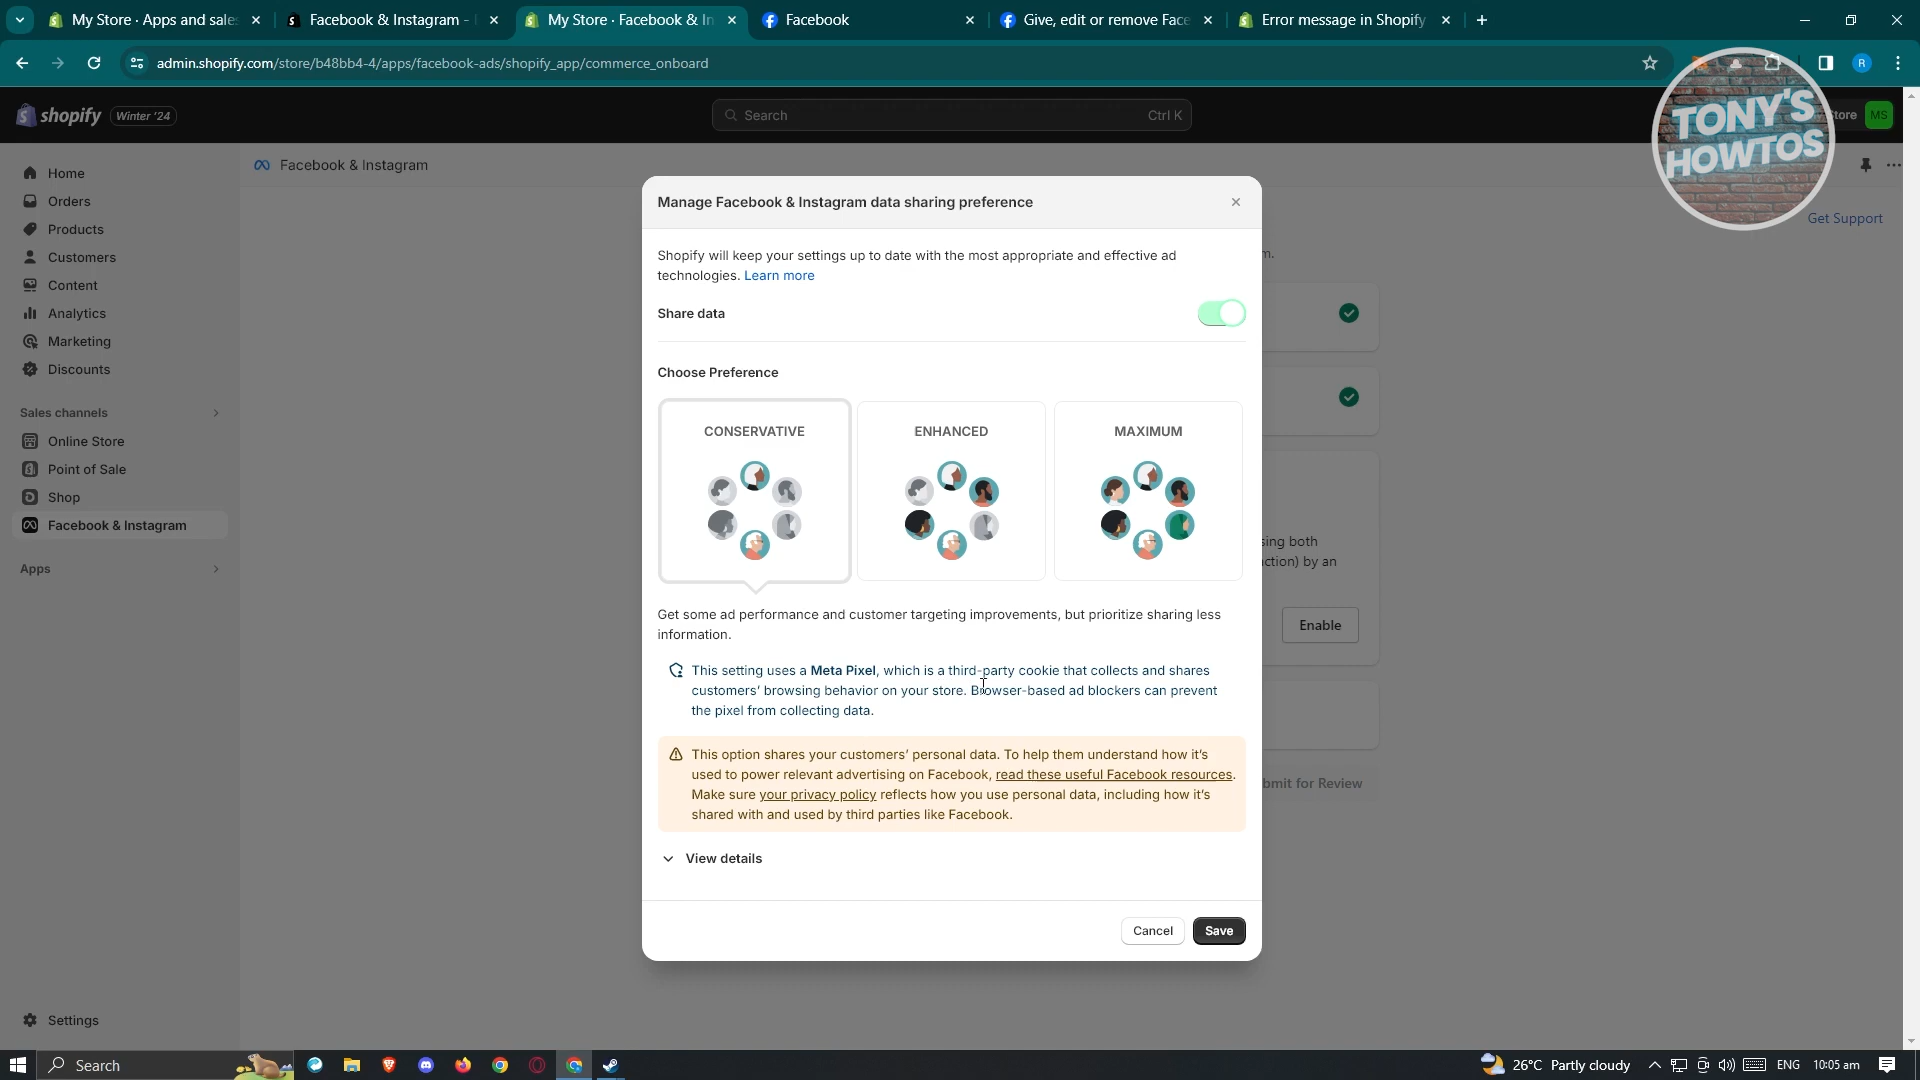 My Store · Apps and sales
Facebook & Instagram -
My Store · Facebook & In
Facebook
Give, edit or remove Face
Error message in Shopify
admin.shopify.com/store/b48bb4-4/apps/facebook-ads/shopify_app/commerce_onboard
R
shopify
Winter '24
Search
Ctrl K
tore
MS
TONY'S
HOWTOS
Home
Orders
Products
Customers
Content
Analytics
Marketing
Discounts
Sales channels
Online Store
Point of Sale
Shop
Facebook & Instagram
Apps
Settings
Facebook & Instagram
Get Support
m.
sing both
ction) by an
Enable
bmit for Review
Manage Facebook & Instagram data sharing preference
Shopify will keep your settings up to date with the most appropriate and effective ad
technologies. Learn more
Share data
Choose Preference
CONSERVATIVE
ENHANCED
MAXIMUM
Get some ad performance and customer targeting improvements, but prioritize sharing less
information.
This setting uses a Meta Pixel, which is a third-party cookie that collects and shares
customers' browsing behavior on your store. Browser-based ad blockers can prevent
the pixel from collecting data.
This option shares your customers' personal data. To help them understand how it's
used to power relevant advertising on Facebook, read these useful Facebook resources.
Make sure your privacy policy reflects how you use personal data, including how it's
shared with and used by third parties like Facebook.
View details
Cancel
Save
Search
26°C Partly cloudy
ENG
10:05 am